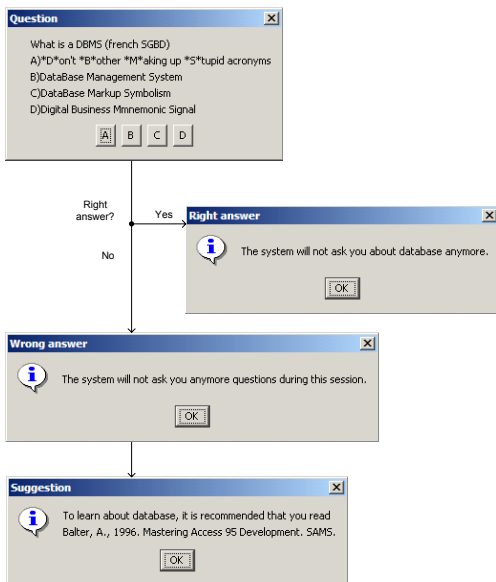 Question
What is a DBMS (french SGBD)
A)*D*on't *B*other *M*aking up *S*tupid acronyms
B)DataBase Management System
C)DataBase Markup Symbolism
D)Digital Business Mmnemonic Signal
A B C D
Right
answer?
Yes
No
Right answer
The system will not ask you about database anymore.
OK
Wrong answer
The system will not ask you anymore questions during this session.
OK
Suggestion
To learn about database, it is recommended that you read
Balter, A., 1996. Mastering Access 95 Development. SAMS.
OK